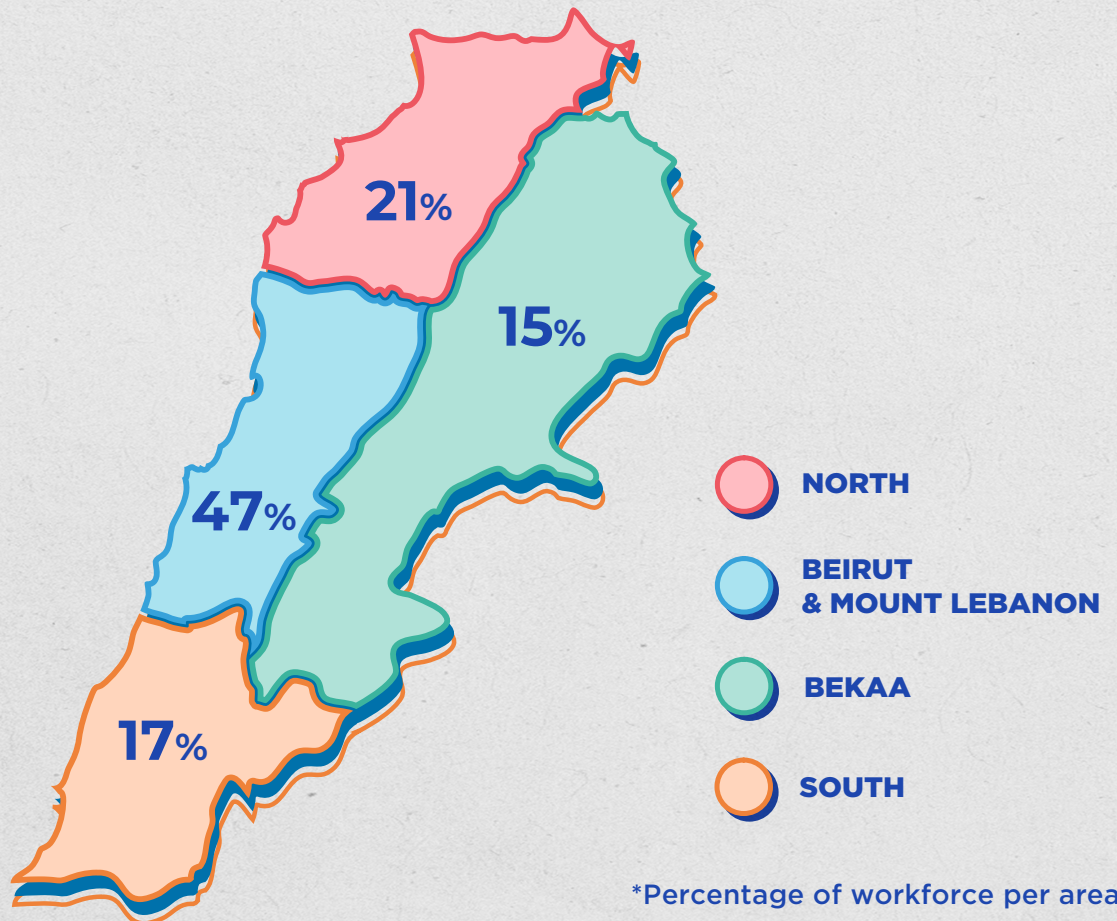 21%
15%
47%
17%
NORTH
BEIRUT
& MOUNT LEBANON
BEKAA
SOUTH
*Percentage of workforce per area